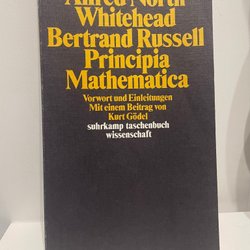 Alfred North
Whitehead
Bertrand Russell
Principia
Mathematica
Vorwort und Einleitungen
Mit einem Beitrag von
Kurt Gödel
suhrkamp taschenbuch
wissenschaft